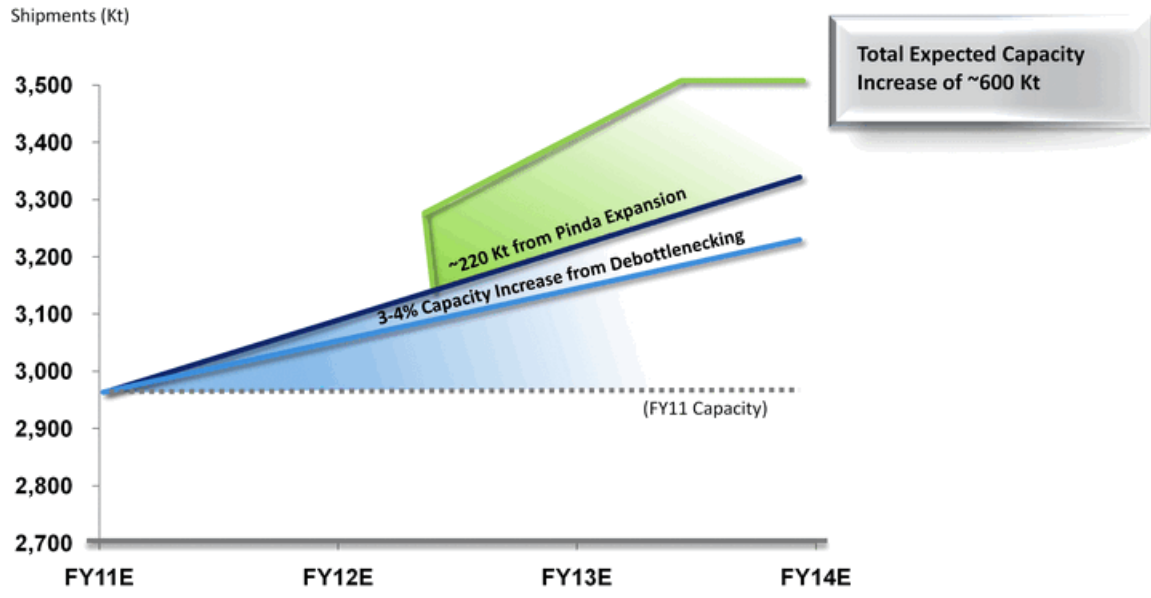 Shipments (Kt)
Total Expected Capacity
Increase of ~600 Kt
3,500
3,400
3,300
3,200
3,100
3,000
2,900
2,800
2,700
~220 Kt from Pinda Expansion
3-4% Capacity Increase from Debottlenecking
(FY11 Capacity)
FY11E FY12E FY13E FY14E